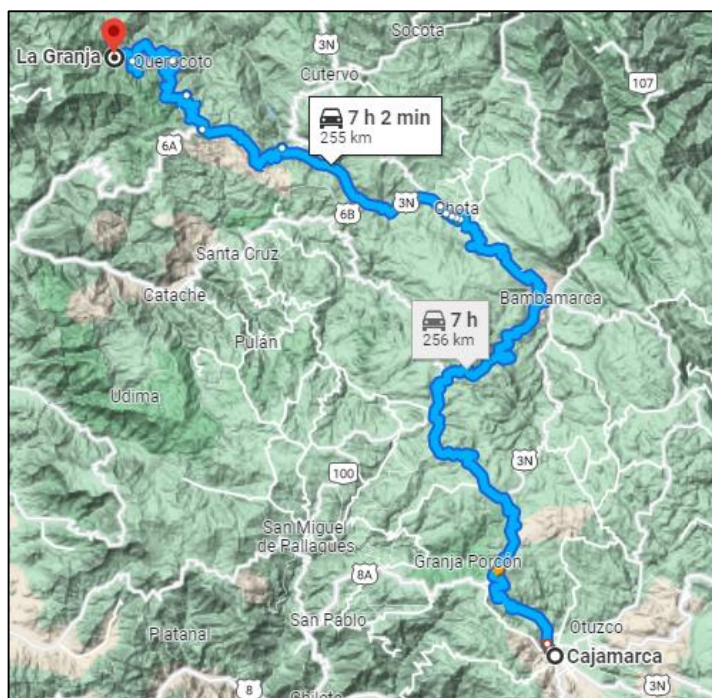 Socota
3N
La Granja
Querocoto
Cutervo
107
7 h 2 min
255 km
6A
3N
Chota
6B
Santa Cruz
Catache
Bambamarca
7 h
256 km
Pulán
Udima
3N
100
San Miguel
de Pallaques
Granja Porcón
8A
San Pablo
Otuzco
Platanal
Cajamarca
8
3N